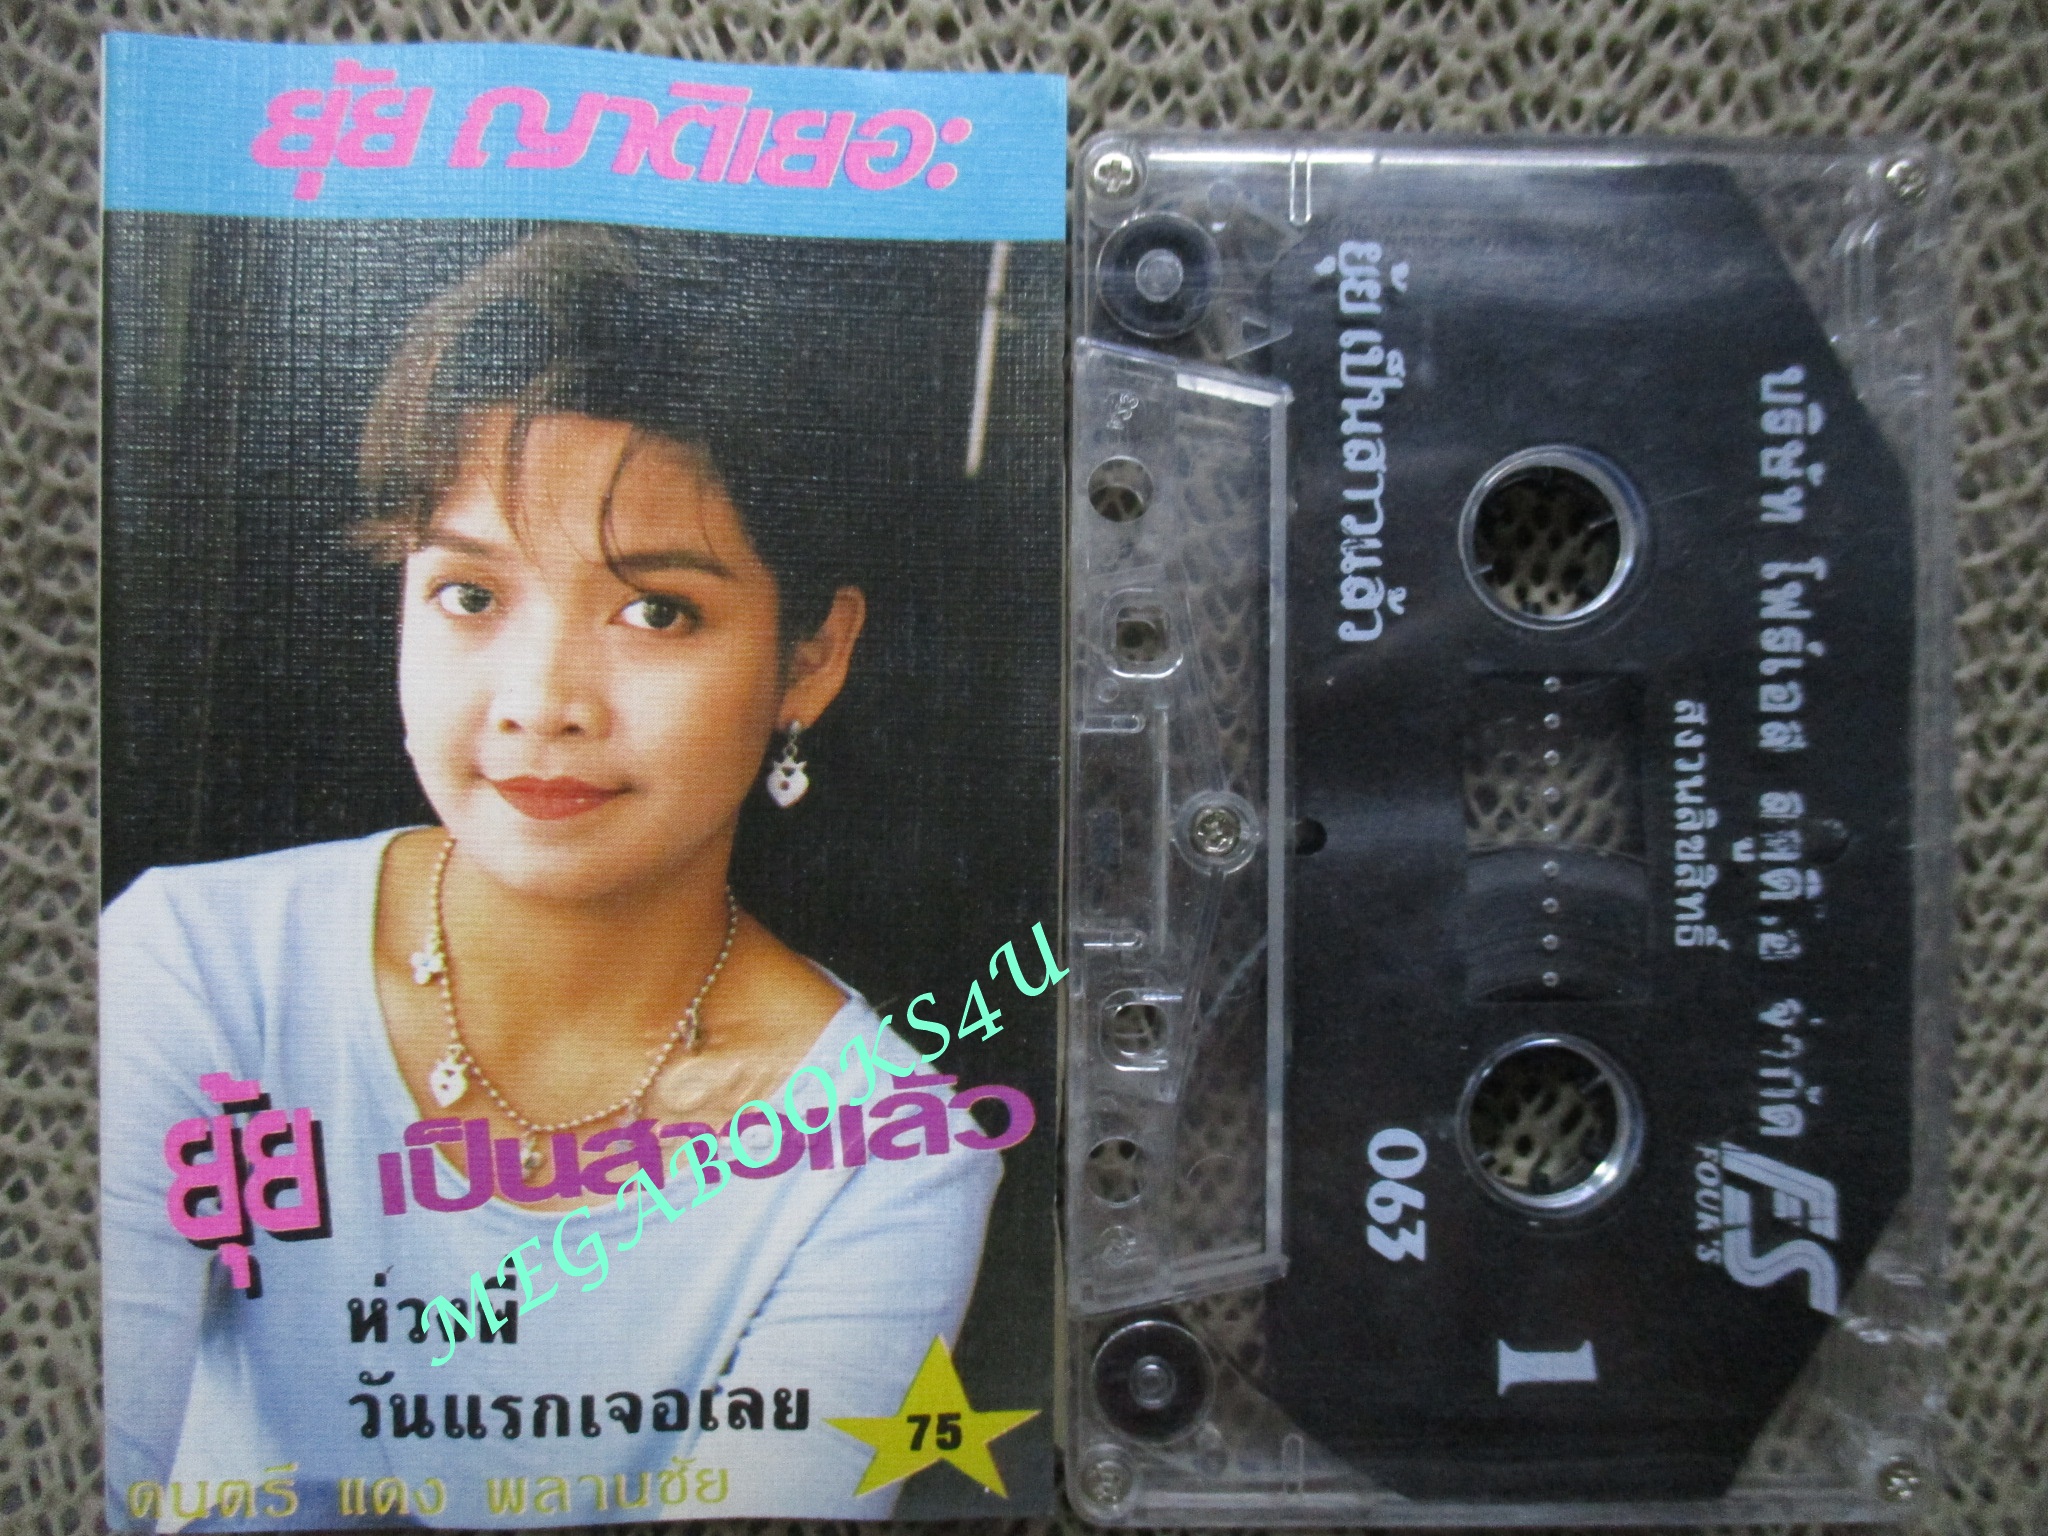 ยุ้ย ญาติเยอะ
ยุ้ย เป็นสาวแล้ว
วันแรกเจอเลย
75
ดนตรี แดง พลานชัย
MEGABOOKS4U
ยุ้ย เป็นสาวแล้ว
063
บริษัท โฟร์เอส สตูดิโอ จำกัด
สงวนลิขสิทธิ์
FS
FOUR'S
1